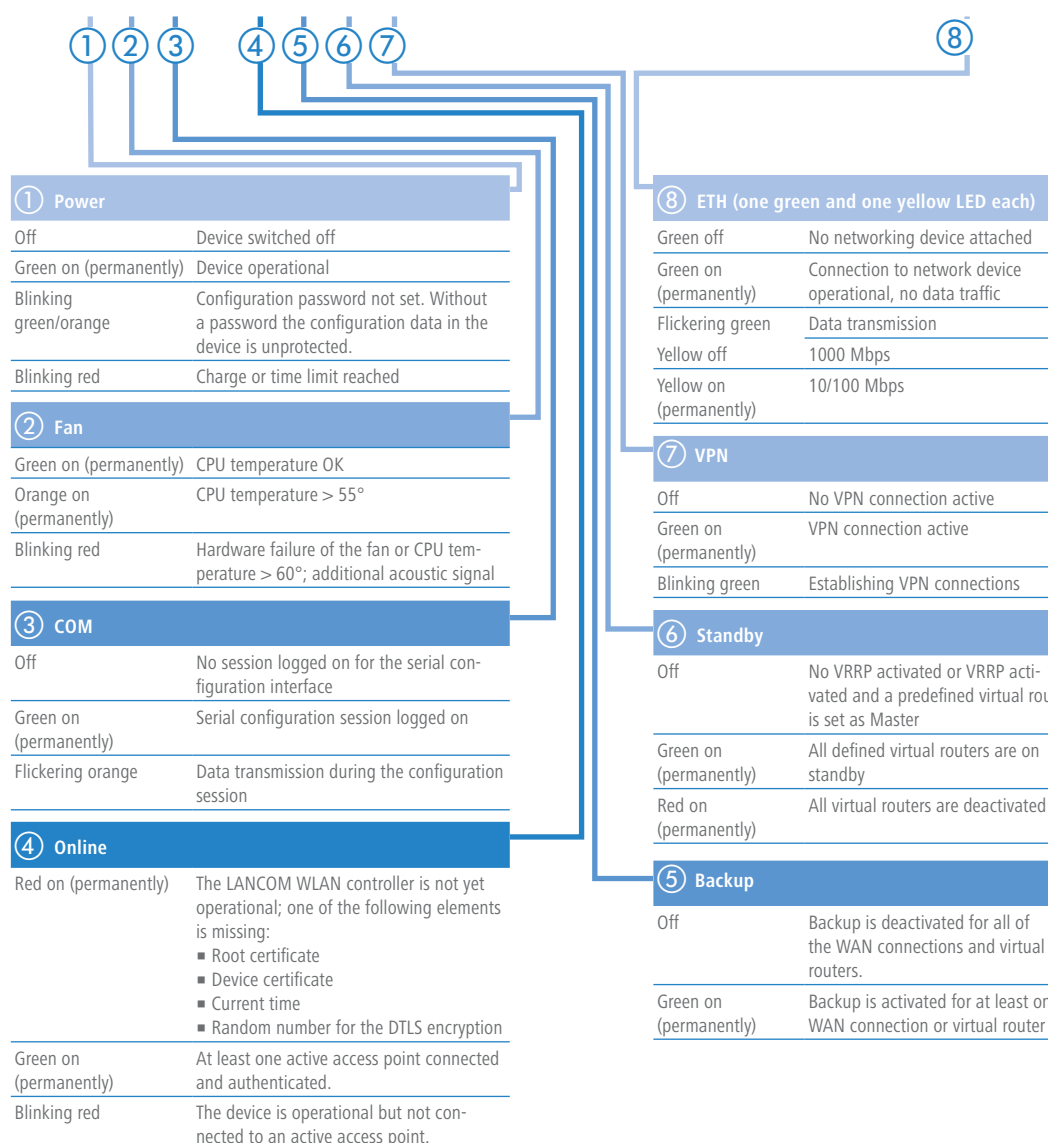 ① ② ③ ④ ⑤ ⑥ ⑦ ⑧
① Power
Off Device switched off
Green on (permanently) Device operational
Blinking green/orange Configuration password not set. Without
a password the configuration data in the
device is unprotected.
Blinking red Charge or time limit reached
② Fan
Green on (permanently) CPU temperature OK
Orange on (permanently) CPU temperature > 55°
Blinking red Hardware failure of the fan or CPU tem-
perature > 60°; additional acoustic signal
③ COM
Off No session logged on for the serial con-
figuration interface
Green on (permanently) Serial configuration session logged on
Flickering orange Data transmission during the configuration
session
④ Online
Red on (permanently) The LANCOM WLAN controller is not yet
operational; one of the following elements
is missing:
■ Root certificate
■ Device certificate
■ Current time
■ Random number for the DTLS encryption
Green on (permanently) At least one active access point connected
and authenticated.
Blinking red The device is operational but not con-
nected to an active access point.
⑧ ETH (one green and one yellow LED each)
Green off No networking device attached
Green on (permanently) Connection to network device
operational, no data traffic
Flickering green Data transmission
Yellow off 1000 Mbps
Yellow on (permanently) 10/100 Mbps
⑦ VPN
Off No VPN connection active
Green on (permanently) VPN connection active
Blinking green Establishing VPN connections
⑥ Standby
Off No VRRP activated or VRRP acti-
vated and a predefined virtual rou
is set as Master
Green on (permanently) All defined virtual routers are on
standby
Red on (permanently) All virtual routers are deactivated
⑤ Backup
Off Backup is deactivated for all of
the WAN connections and virtual
routers.
Green on (permanently) Backup is activated for at least on
WAN connection or virtual router